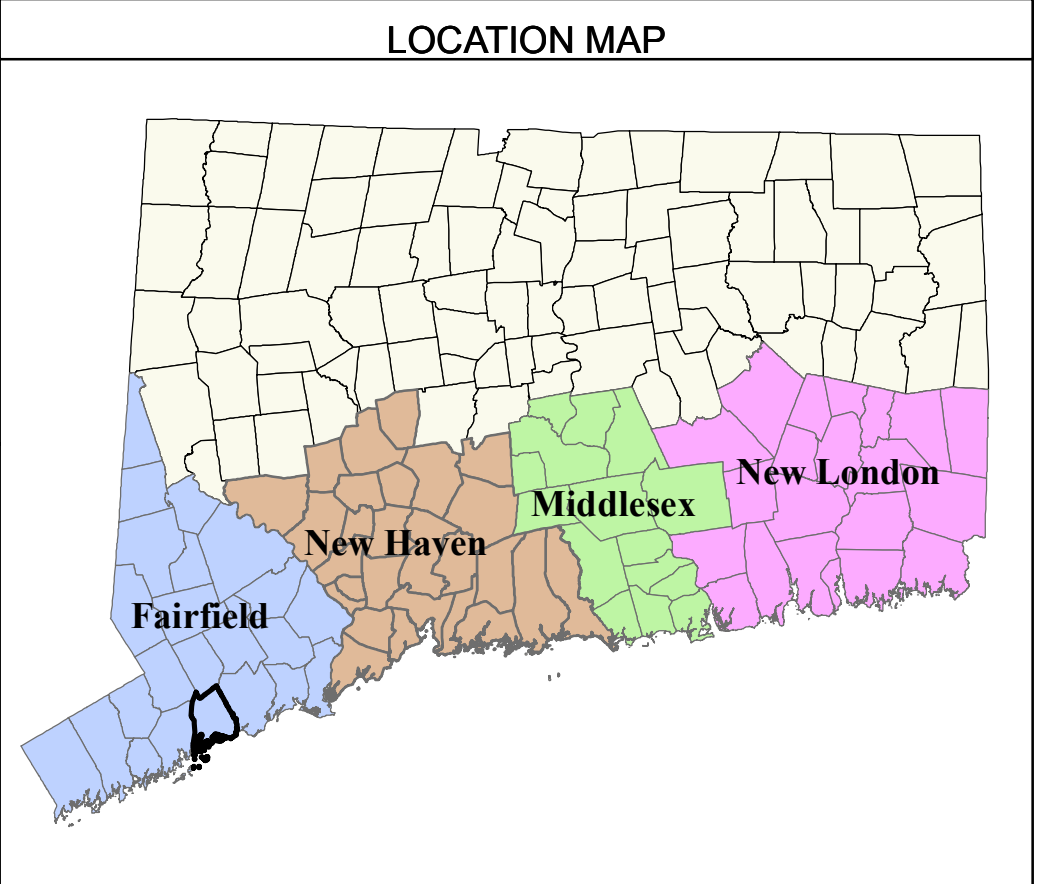 LOCATION MAP
New London
Middlesex
New Haven
Fairfield